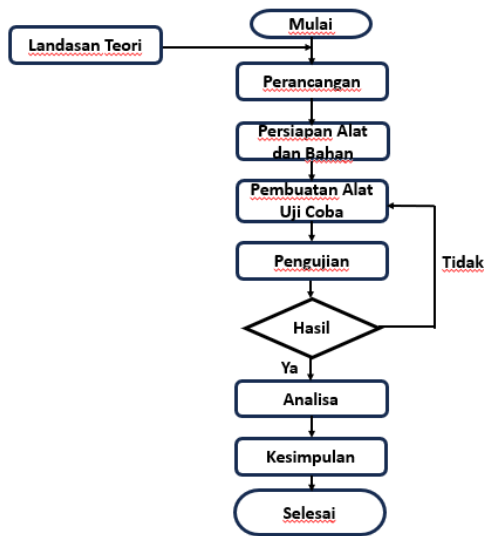 Mulai
Landasan Teori
Perancangan
Persiapan Alat
dan Bahan
Pembuatan Alat
Uji Coba
Pengujian
Tidak
Hasil
Ya
Analisa
Kesimpulan
Selesai